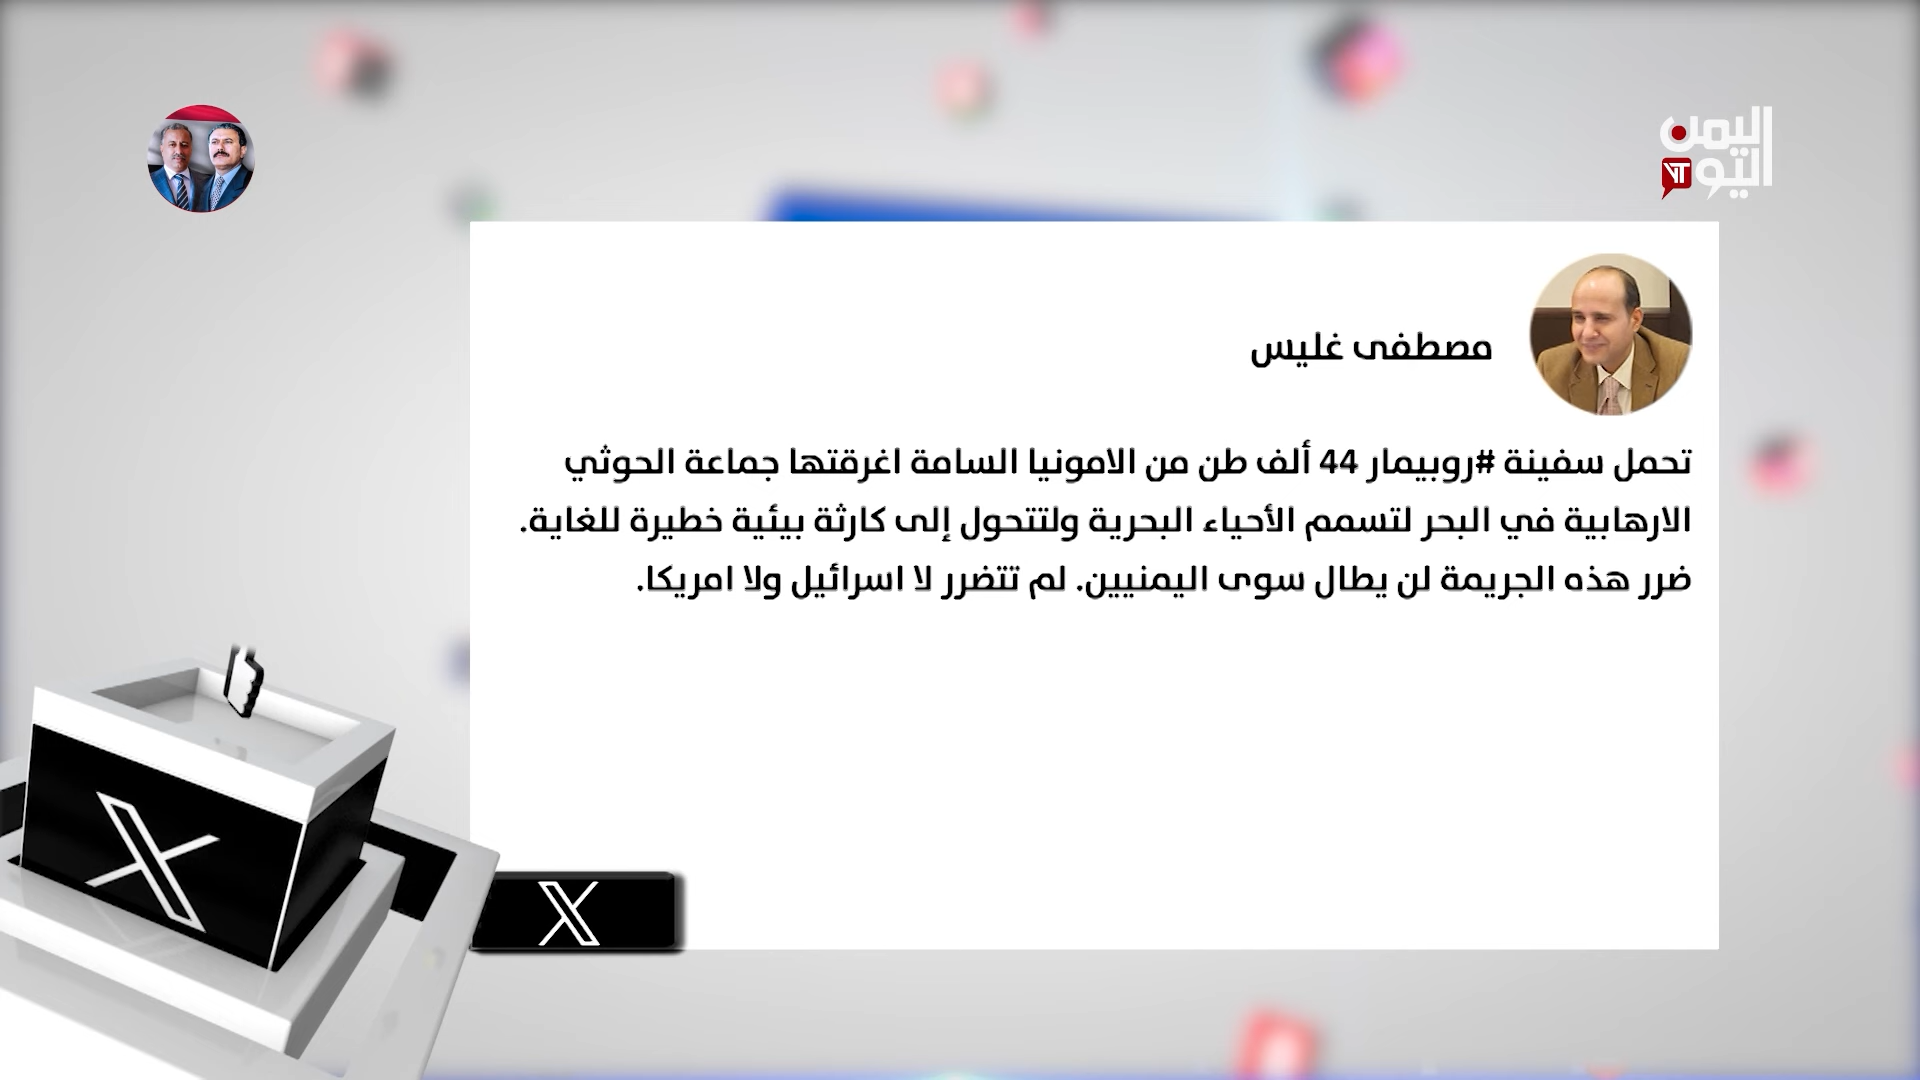 اليمن
اليوم
YT
مصطفى غليس
تحمل سفينة #روبيمار 44 ألف طن من الامونيا السامة اغرقتها جماعة الحوثي
الارهابية في البحر لتسمم الأحياء البحرية ولتتحول إلى كارثة بيئية خطيرة للغاية.
ضرر هذه الجريمة لن يطال سوى اليمنيين. لم تتضرر لا اسرائيل ولا امريكا.
X
X